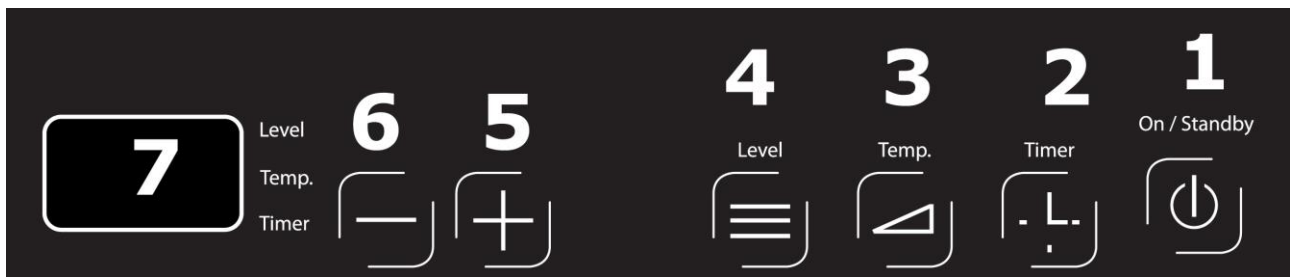 1
4 3 2
On / Standby
6 5
7
Level
Level Temp. Timer
Temp.
Timer